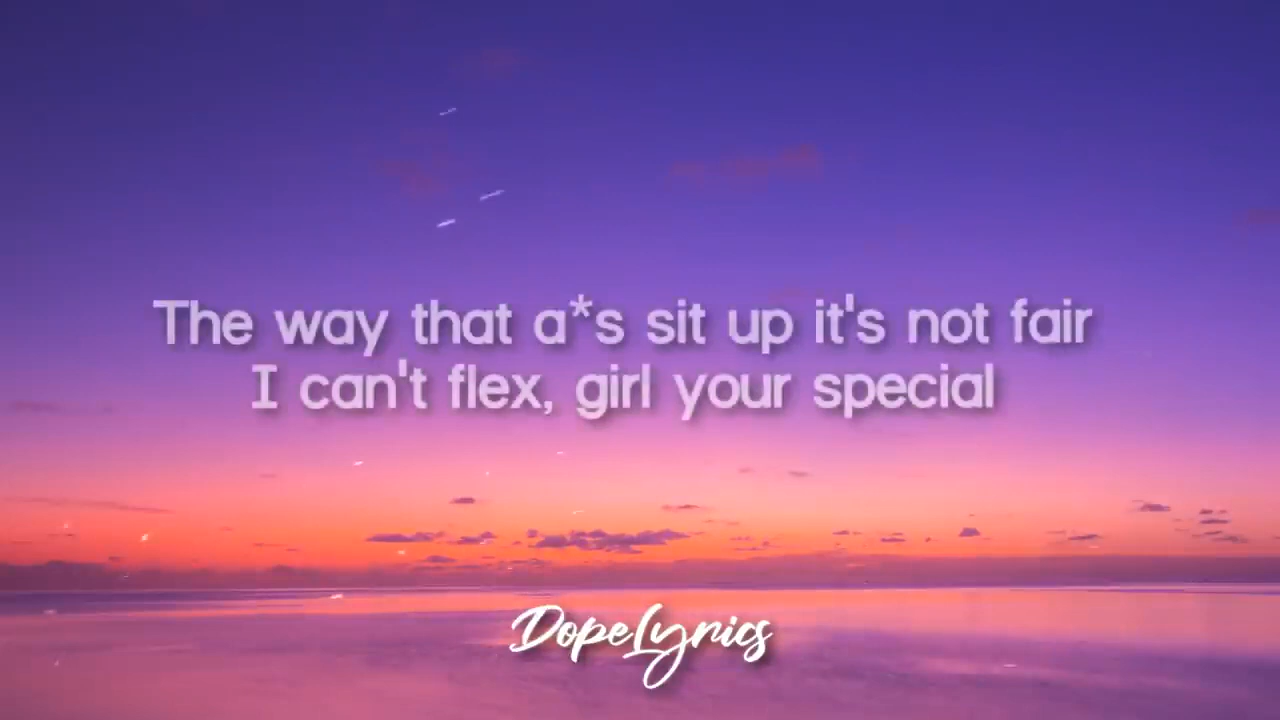 The way that a*s sit up it's not fair
I can't flex, girl your special
DopeLyrics